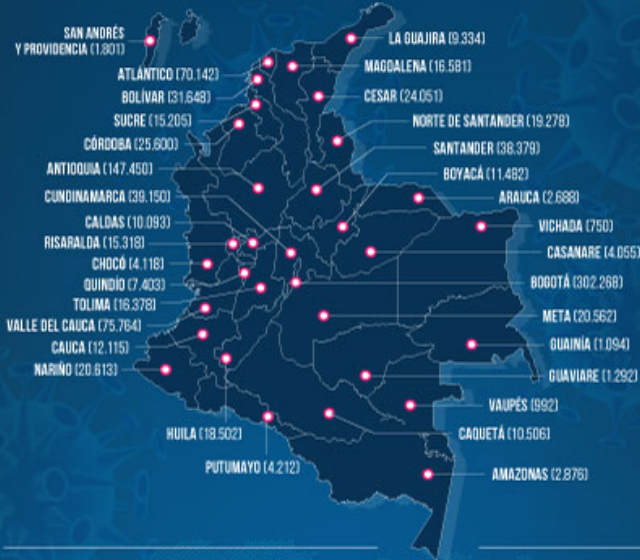 SAN ANDRÉS
Y PROVIDENCIA (1.801)
ATLÁNTICO (70.142)
BOLÍVAR (31.648)
SUCRE (15.205)
CÓRDOBA (25.600)
ANTIOQUIA (147.450)
CUNDINAMARCA (39.150)
CALDAS (10.093)
RISARALDA (15.318)
CHOCÓ (4.118)
QUINDÍO (7.403)
TOLIMA (16.378)
VALLE DEL CAUCA (75.764)
CAUCA (12.115)
NARIÑO (20.613)
HUILA (18.502)
PUTUMAYO (4.212)
LA GUAJIRA (9.334)
MAGDALENA (16.581)
CESAR (24.051)
NORTE DE SANTANDER (19.278)
SANTANDER (38.379)
BOYACÁ (11.482)
ARAUCA (2.688)
VICHADA (750)
CASANARE (4.055)
BOGOTÁ (302.268)
META (20.562)
GUAINÍA (1.094)
GUAVIARE (1.292)
VAUPÉS (992)
CAQUETÁ (10.506)
AMAZONAS (2.876)